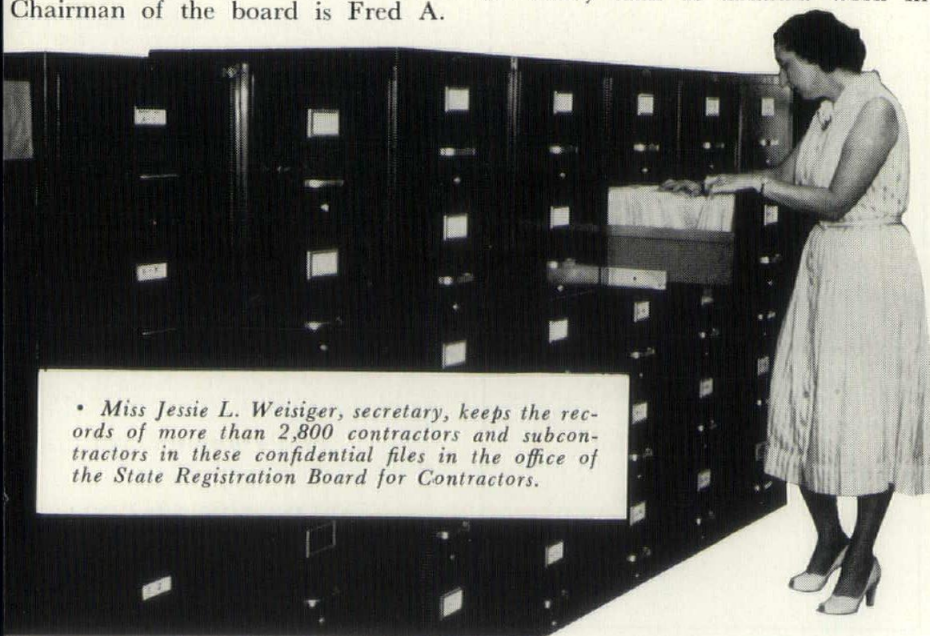 Chairman of the board is Fred A.
• Miss Jessie L. Weisiger, secretary, keeps the rec-
ords of more than 2,800 contractors and subcon-
tractors in these confidential files in the office of
the State Registration Board for Contractors.